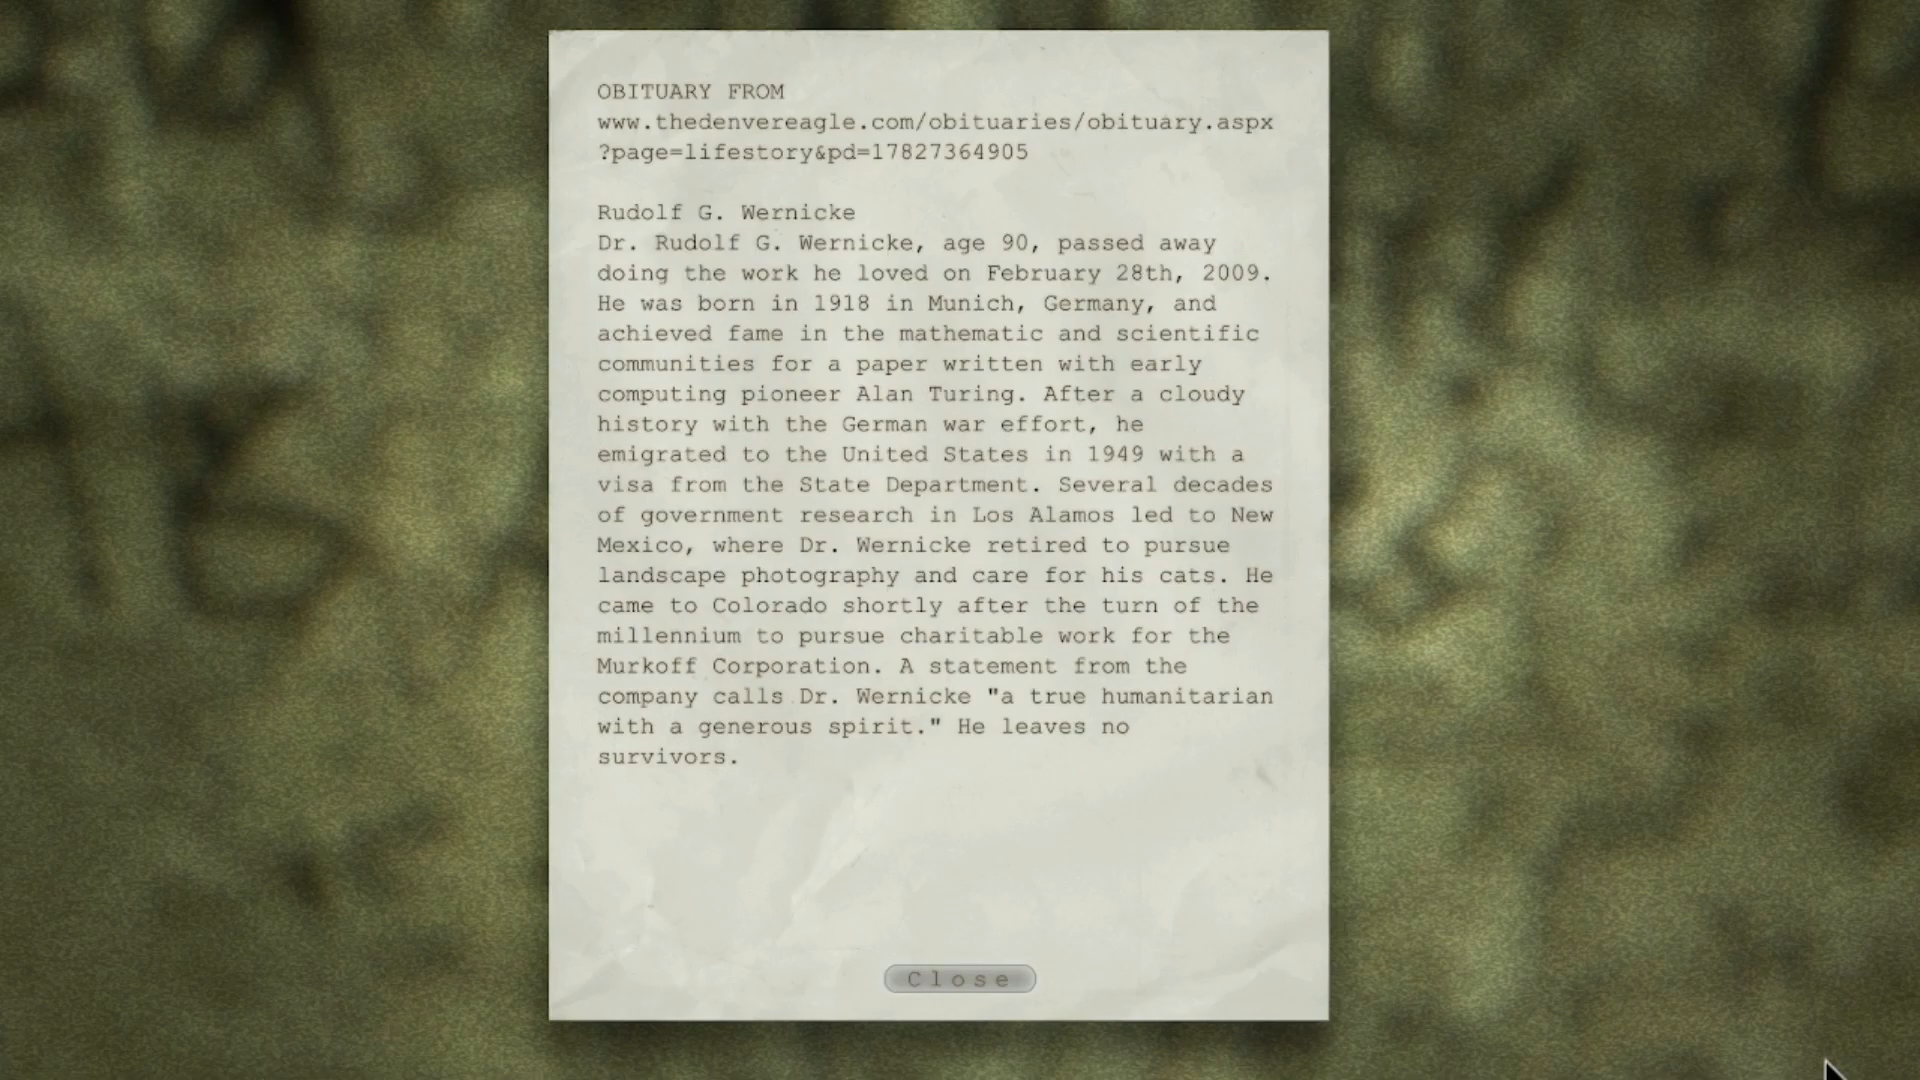 OBITUARY FROM
www.thedenvereagle.com/obituaries/obituary.aspx
?page=lifestory&pd=17827364905
Rudolf G. Wernicke
Dr. Rudolf G. Wernicke, age 90, passed away
doing the work he loved on February 28th, 2009.
He was born in 1918 in Munich, Germany, and
achieved fame in the mathematic and scientific
communities for a paper written with early
computing pioneer Alan Turing. After a cloudy
history with the German war effort, he
emigrated to the United States in 1949 with a
visa from the State Department. Several decades
of government research in Los Alamos led to New
Mexico, where Dr. Wernicke retired to pursue
landscape photography and care for his cats. He
came to Colorado shortly after the turn of the
millennium to pursue charitable work for the
Murkoff Corporation. A statement from the
company calls Dr. Wernicke "a true humanitarian
with a generous spirit." He leaves no
survivors.
Close